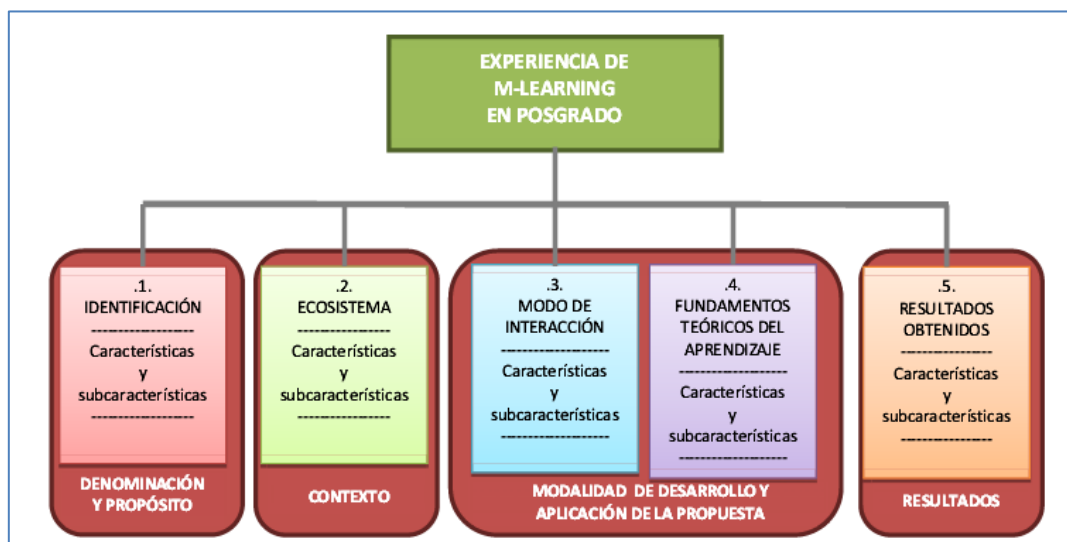 EXPERIENCIA DE
M-LEARNING
EN POSGRADO
.1.
IDENTIFICACIÓN
--------------------
Características
y
subcaracterísticas
--------------------
DENOMINACIÓN
Y PROPÓSITO
.2.
ECOSISTEMA
-----------------
Características
y
subcaracterísticas
-----------------
CONTEXTO
.3.
MODO DE
INTERACCIÓN
--------------------
Características
y
subcaracterísticas
--------------------
.4.
FUNDAMENTOS
TEÓRICOS DEL
APRENDIZAJE
--------------------
Características
y
subcaracterísticas
--------------------
MODALIDAD DE DESARROLLO Y
APLICACIÓN DE LA PROPUESTA
.5.
RESULTADOS
OBTENIDOS
-----------------
Características
y
subcaracterísticas
-----------------
RESULTADOS